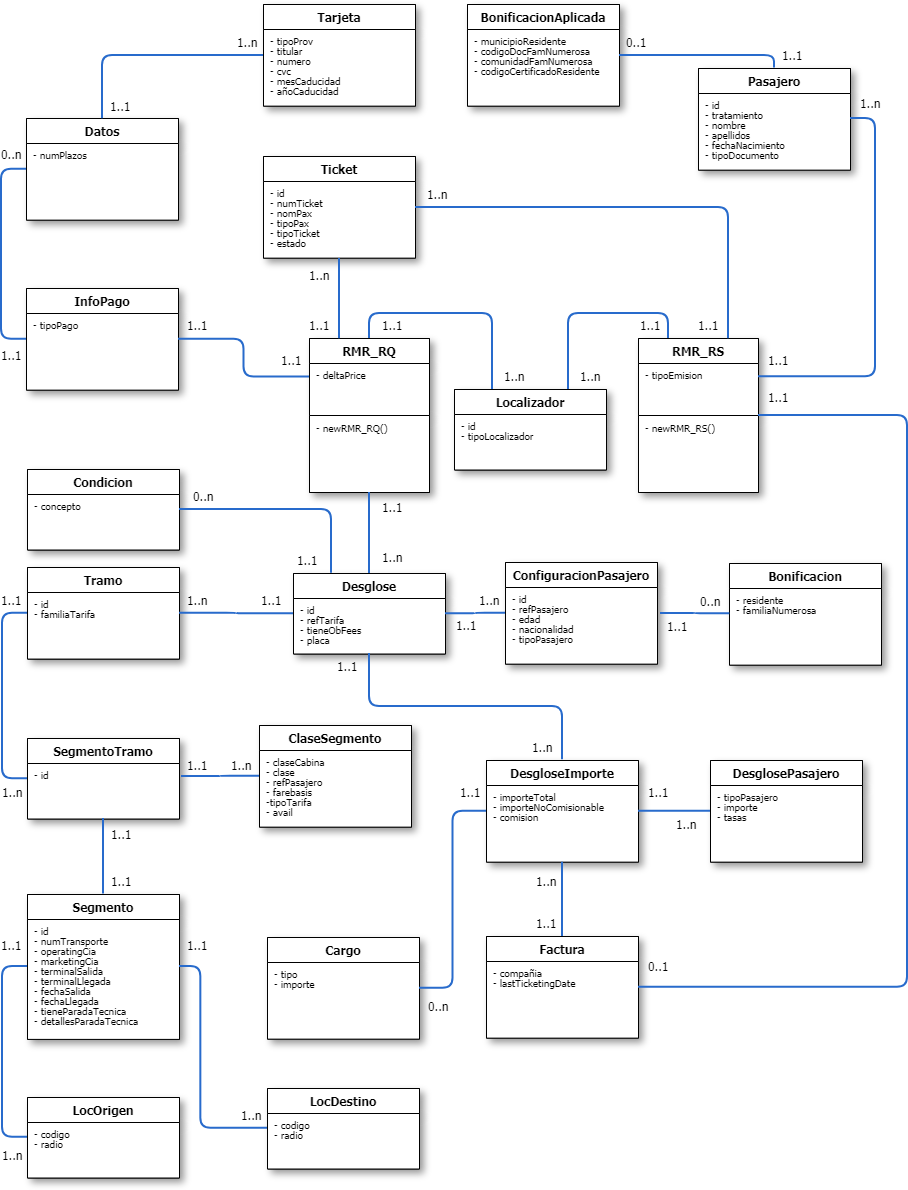 Tarjeta
- tipoProv
- titular
- numero
- cvc
- mesCaducidad
- añoCaducidad
BonificacionAplicada
- municipioResidente
- codigoDocFamNumerosa
- comunidadFamNumerosa
- codigoCertificadoResidente
1..n
0..1
1..1
Pasajero
- id
- tratamiento
- nombre
- apellidos
- fechaNacimiento
- tipoDocumento
1..n
1..1
Datos
- numPlazos
0..n
Ticket
- id
- numTicket
- nomPax
- tipoPax
- tipoTicket
- estado
1..n
1..n
InfoPago
- tipoPago
1..1
1..1
1..1
1..1
1..1
RMR_RQ
- deltaPrice
- newRMR_RQ()
1..1
1..1
RMR_RS
- tipoEmision
- newRMR_RS()
1..1
1..1
1..n
1..n
Localizador
- id
- tipoLocalizador
Condicion
- concepto
0..n
1..1
1..1
1..n
Tramo
- id
- familiaTarifa
1..1
1..n
1..1
Desglose
- id
- refTarifa
- tieneObFees
- placa
1..n
1..1
ConfiguracionPasajero
- id
- refPasajero
- edad
- nacionalidad
- tipoPasajero
0..n
1..1
Bonificacion
- residente
- familiaNumerosa
1..1
1..n
SegmentoTramo
- id
1..n
1..1
1..n
ClaseSegmento
- claseCabina
- clase
- refPasajero
- farebasis
-tipoTarifa
- avail
DesgloseImporte
- importeTotal
- importeNoComisionable
- comision
1..1
1..1
1..n
DesglosePasajero
- tipoPasajero
- importe
- tasas
1..1
1..1
1..n
1..1
Segmento
- id
- numTransporte
- operatingCia
- marketingCia
- terminalSalida
- terminalLlegada
- fechaSalida
- fechaLlegada
- tieneParadaTecnica
- detallesParadaTecnica
1..1
1..1
Cargo
- tipo
- importe
0..n
Factura
- compañia
- lastTicketingDate
0..1
LocOrigen
- codigo
- radio
1..n
LocDestino
- codigo
- radio
1..n